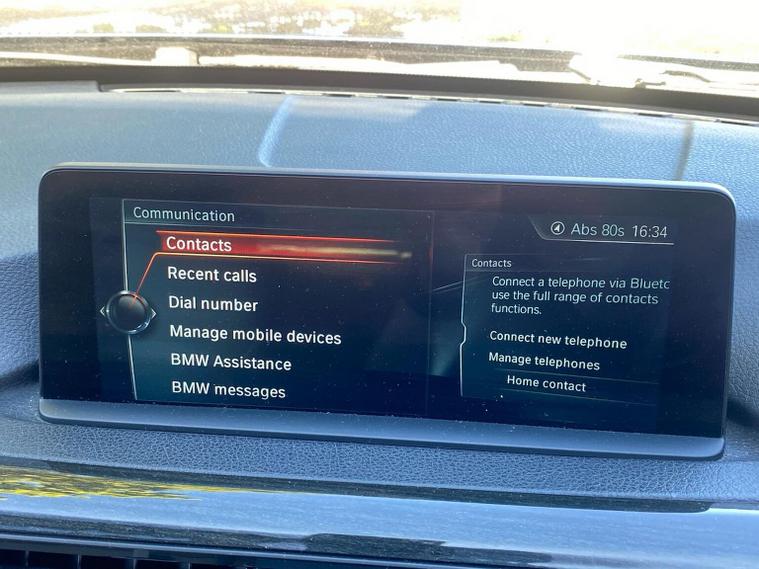 Communication
Contacts
Recent calls
Dial number
Manage mobile devices
BMW Assistance
BMW messages
Abs 80s 16:34
Contacts
Connect a telephone via Bluetc
use the full range of contacts
functions.
Connect new telephone
Manage telephones
Home contact